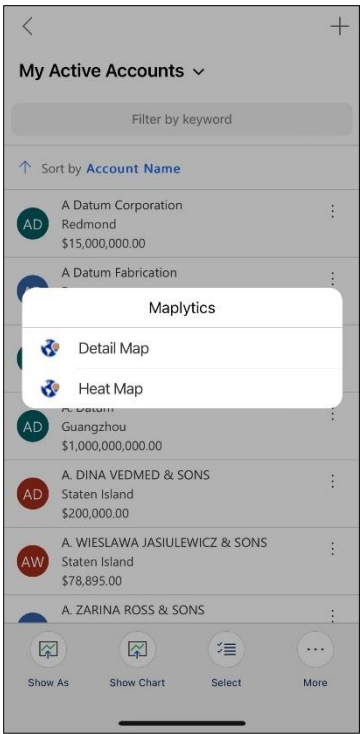 My Active Accounts
Filter by keyword
Sort by Account Name
A Datum Corporation
AD
Redmond
$15,000,000.00
A Datum Fabrication
Maplytics
Detail Map
Heat Map
A. Datum
AD
Guangzhou
$1,000,000,000.00
A. DINA VEDMED & SONS
AD
Staten Island
$200,000.00
A. WIESLAWA JASIULEWICZ & SONS
AW
Staten Island
$78,895.00
A. ZARINA ROSS & SONS
Show As
Show Chart
Select
More